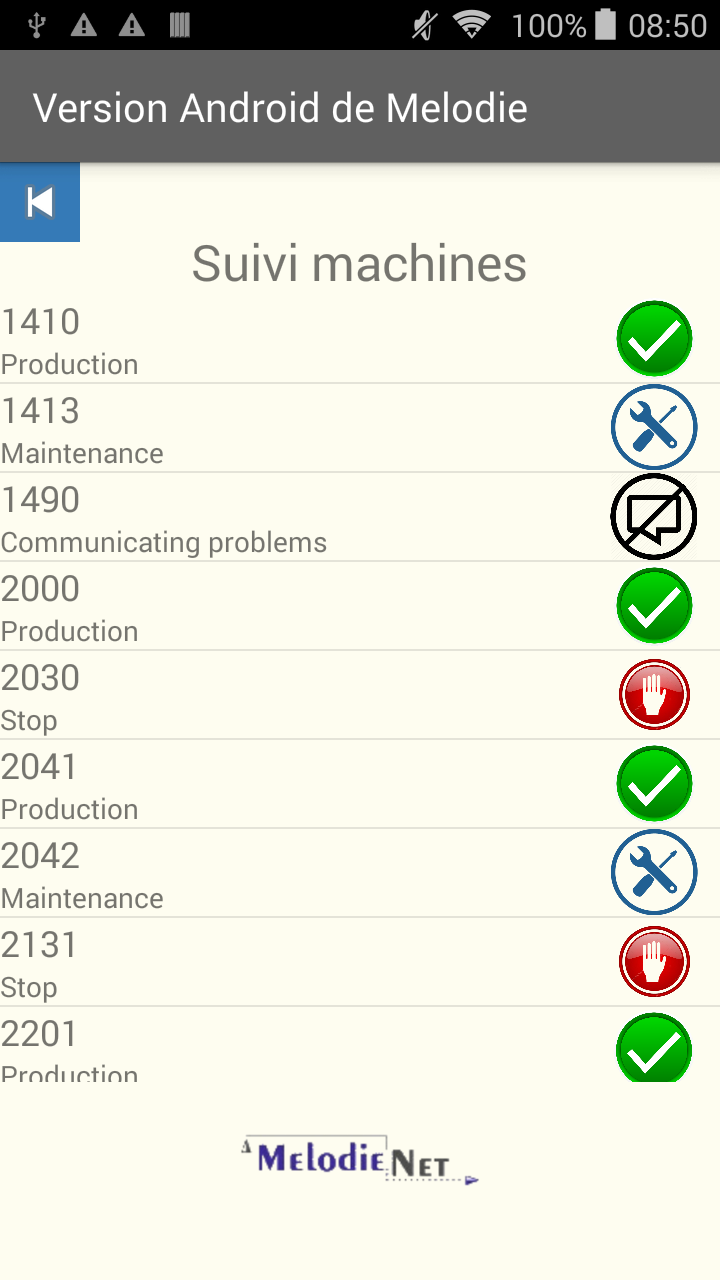 100% 08:50
Version Android de Melodie
Suivi machines
1410
Production
1413
Maintenance
1490
Communicating problems
2000
Production
2030
Stop
2041
Production
2042
Maintenance
2131
Stop
2201
Production
MelodieNet